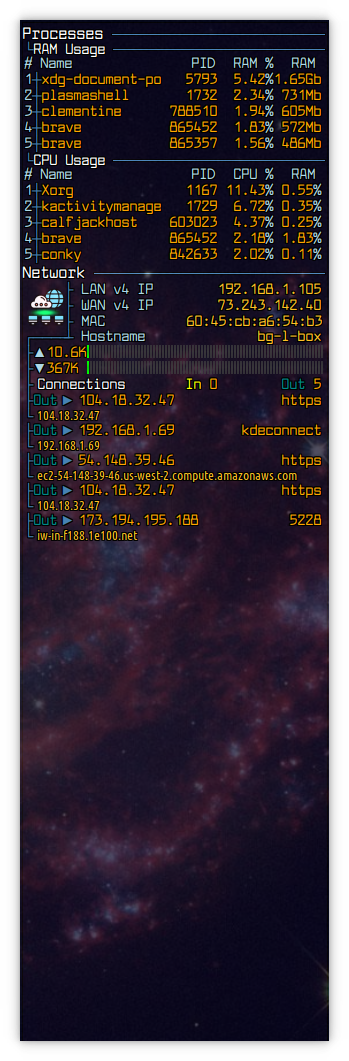 Processes
RAM Usage
# Name PID RAM % RAM
1 xdg-document-po 5793 5.42% 1.65Gb
2 plasmashell 1732 2.34% 731Mb
3 clementine 788510 1.94% 605Mb
4 brave 865452 1.83% 572Mb
5 brave 865357 1.56% 486Mb
CPU Usage
# Name PID CPU % RAM
1 Xorg 1167 11.43% 0.55%
2 kactivitymanage 1729 6.72% 0.35%
3 calfjackhost 603023 4.37% 0.25%
4 brave 865452 2.18% 1.83%
5 conky 842633 2.02% 0.11%
Network
LAN v4 IP 192.168.1.105
WAN v4 IP 73.243.142.40
MAC 60:45:cb:a6:54:b3
Hostname bg-l-box
▲ 10.6K
▼ 367K
Connections In 0 Out 5
Out ▶ 104.18.32.47 https
104.18.32.47
Out ▶ 192.168.1.69 kdeconnect
192.168.1.69
Out ▶ 54.148.39.46 https
ec2-54-148-39-46.us-west-2.compute.amazonaws.com
Out ▶ 104.18.32.47 https
104.18.32.47
Out ▶ 173.194.195.188 5228
iw-in-f188.1e100.net